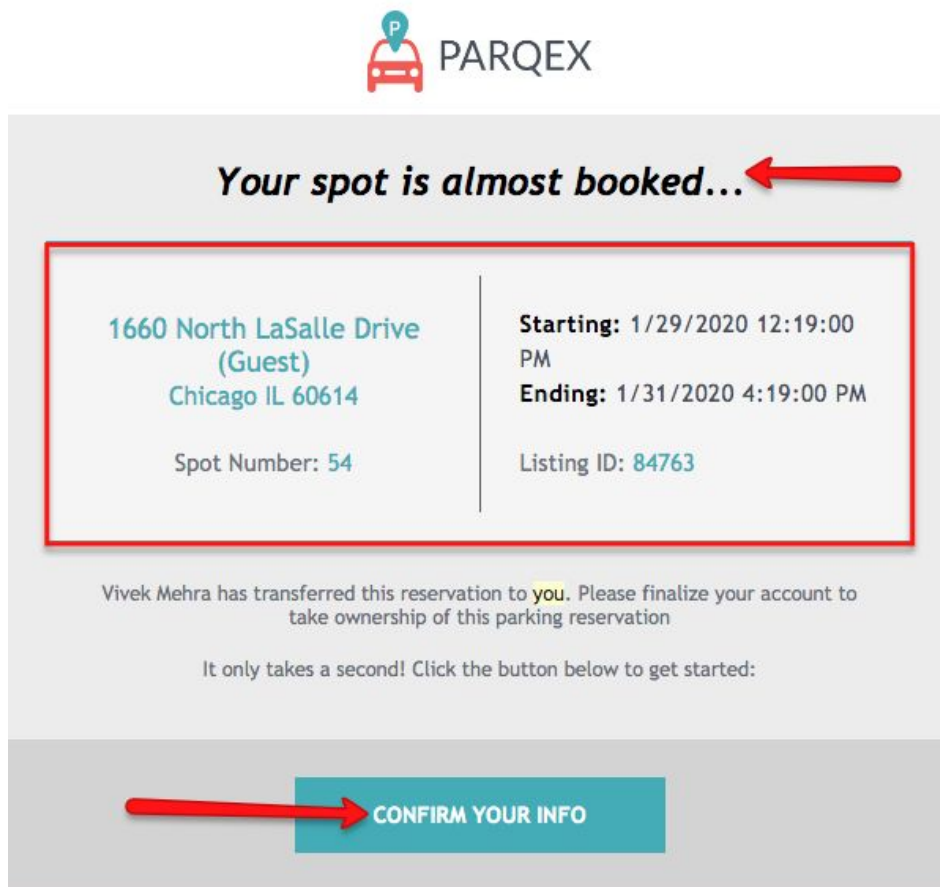 P
PARQEX
Your spot is almost booked...
1660 North LaSalle Drive
(Guest)
Chicago IL 60614
Spot Number: 54
Starting: 1/29/2020 12:19:00
PM
Ending: 1/31/2020 4:19:00 PM
Listing ID: 84763
Vivek Mehra has transferred this reservation to you. Please finalize your account to
take ownership of this parking reservation
It only takes a second! Click the button below to get started:
CONFIRM YOUR INFO